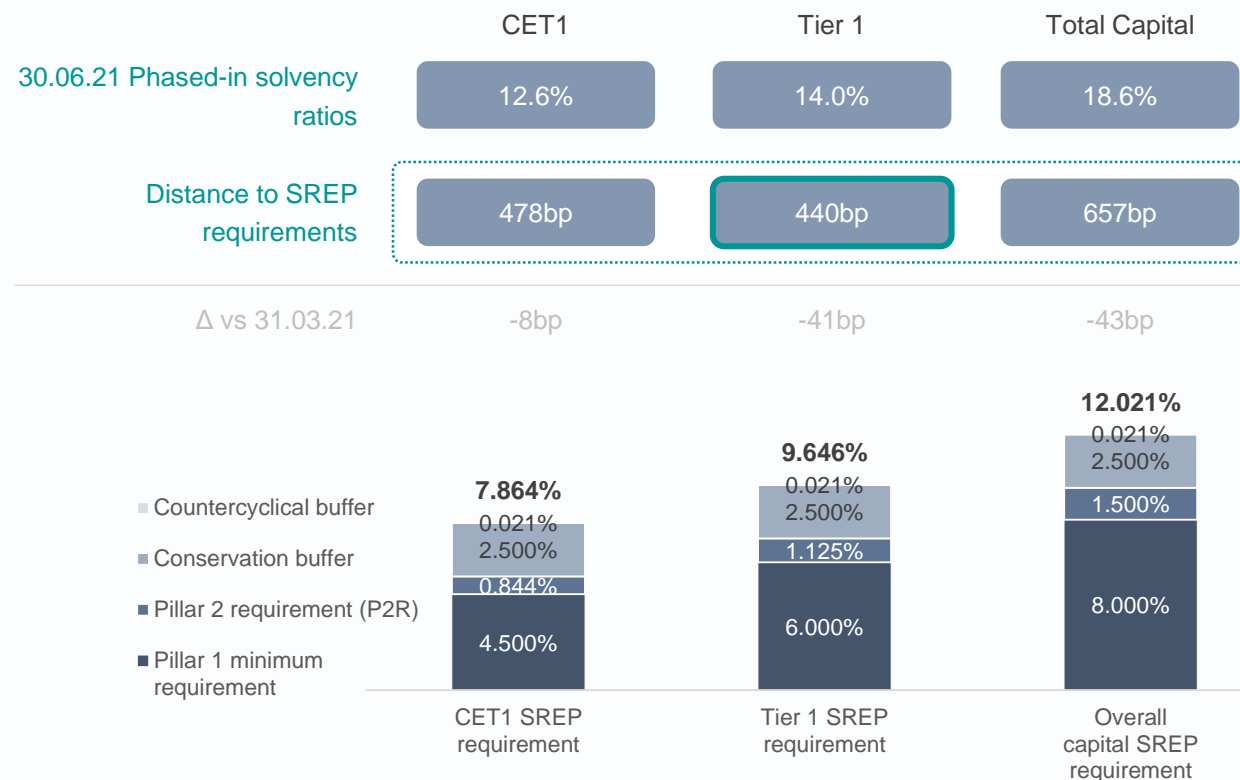 CET1 Tier 1 Total Capital
30.06.21 Phased-in solvency
ratios
12.6% 14.0% 18.6%
Distance to SREP
requirements
478bp 440bp 657bp
Δ vs 31.03.21 -8bp -41bp -43bp
12.021%
0.021%
2.500%
1.500%
8.000%
9.646%
0.021%
2.500%
1.125%
6.000%
7.864%
0.021%
2.500%
0.844%
4.500%
Countercyclical buffer
Conservation buffer
Pillar 2 requirement (P2R)
Pillar 1 minimum
requirement
CET1 SREP
requirement
Tier 1 SREP
requirement
Overall
capital SREP
requirement